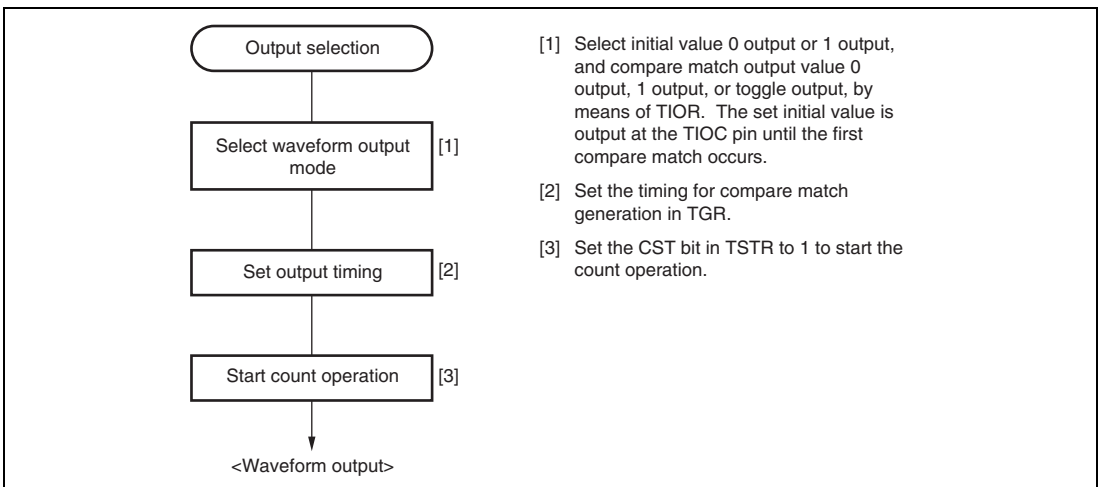 Output selection
Select waveform output
mode
[1]
Set output timing
[2]
Start count operation
[3]
<Waveform output>
[1] Select initial value 0 output or 1 output,
and compare match output value 0
output, 1 output, or toggle output, by
means of TIOR. The set initial value is
output at the TIOC pin until the first
compare match occurs.
[2] Set the timing for compare match
generation in TGR.
[3] Set the CST bit in TSTR to 1 to start the
count operation.